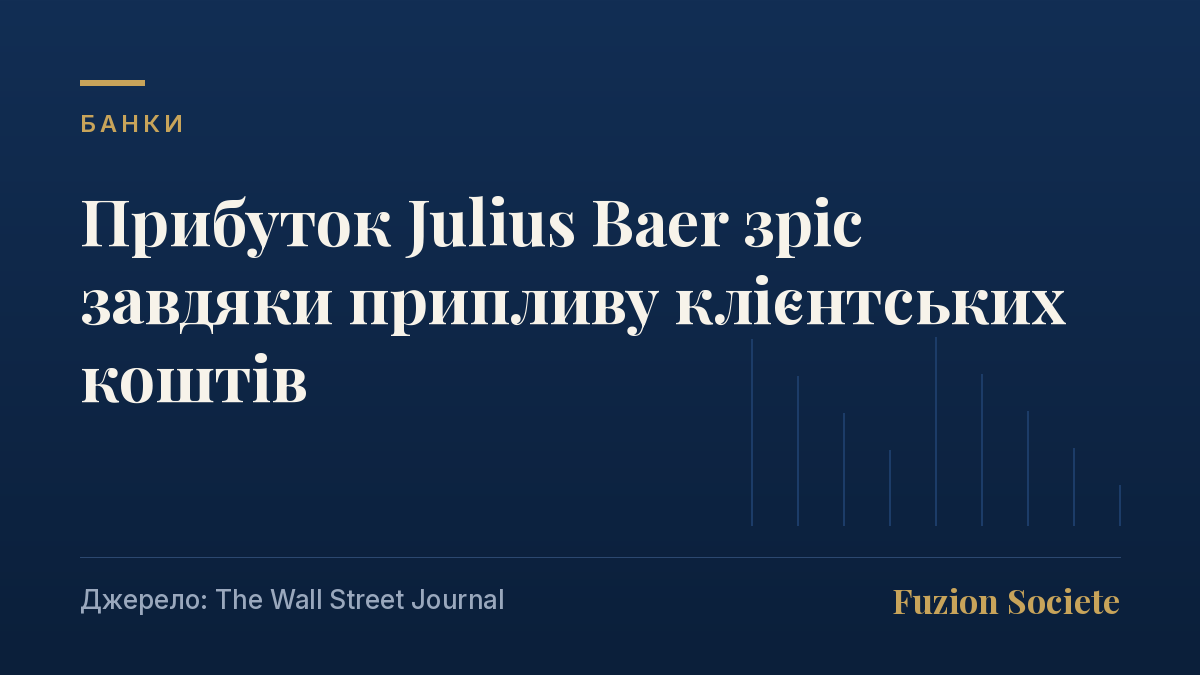 БАНКИ
Прибуток Julius Baer зріс
завдяки припливу клієнтських
коштів
Джерело: The Wall Street Journal
Fuzion Societe